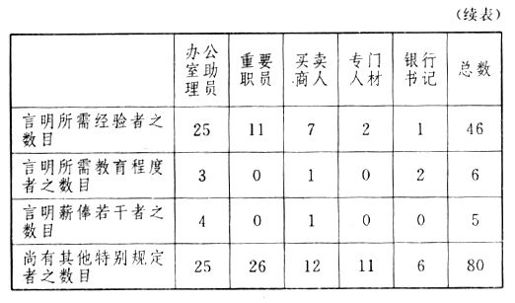 （续表）
办公室助理员 重要职员 买卖商人 专门人材 银行书记 总数
言明所需经验者之数目 25 11 7 2 1 46
言明所需教育程度者之数目 3 0 1 0 2 6
言明薪俸若干者之数目 4 0 1 0 0 5
尚有其他特别规定者之数目 25 26 12 11 6 80